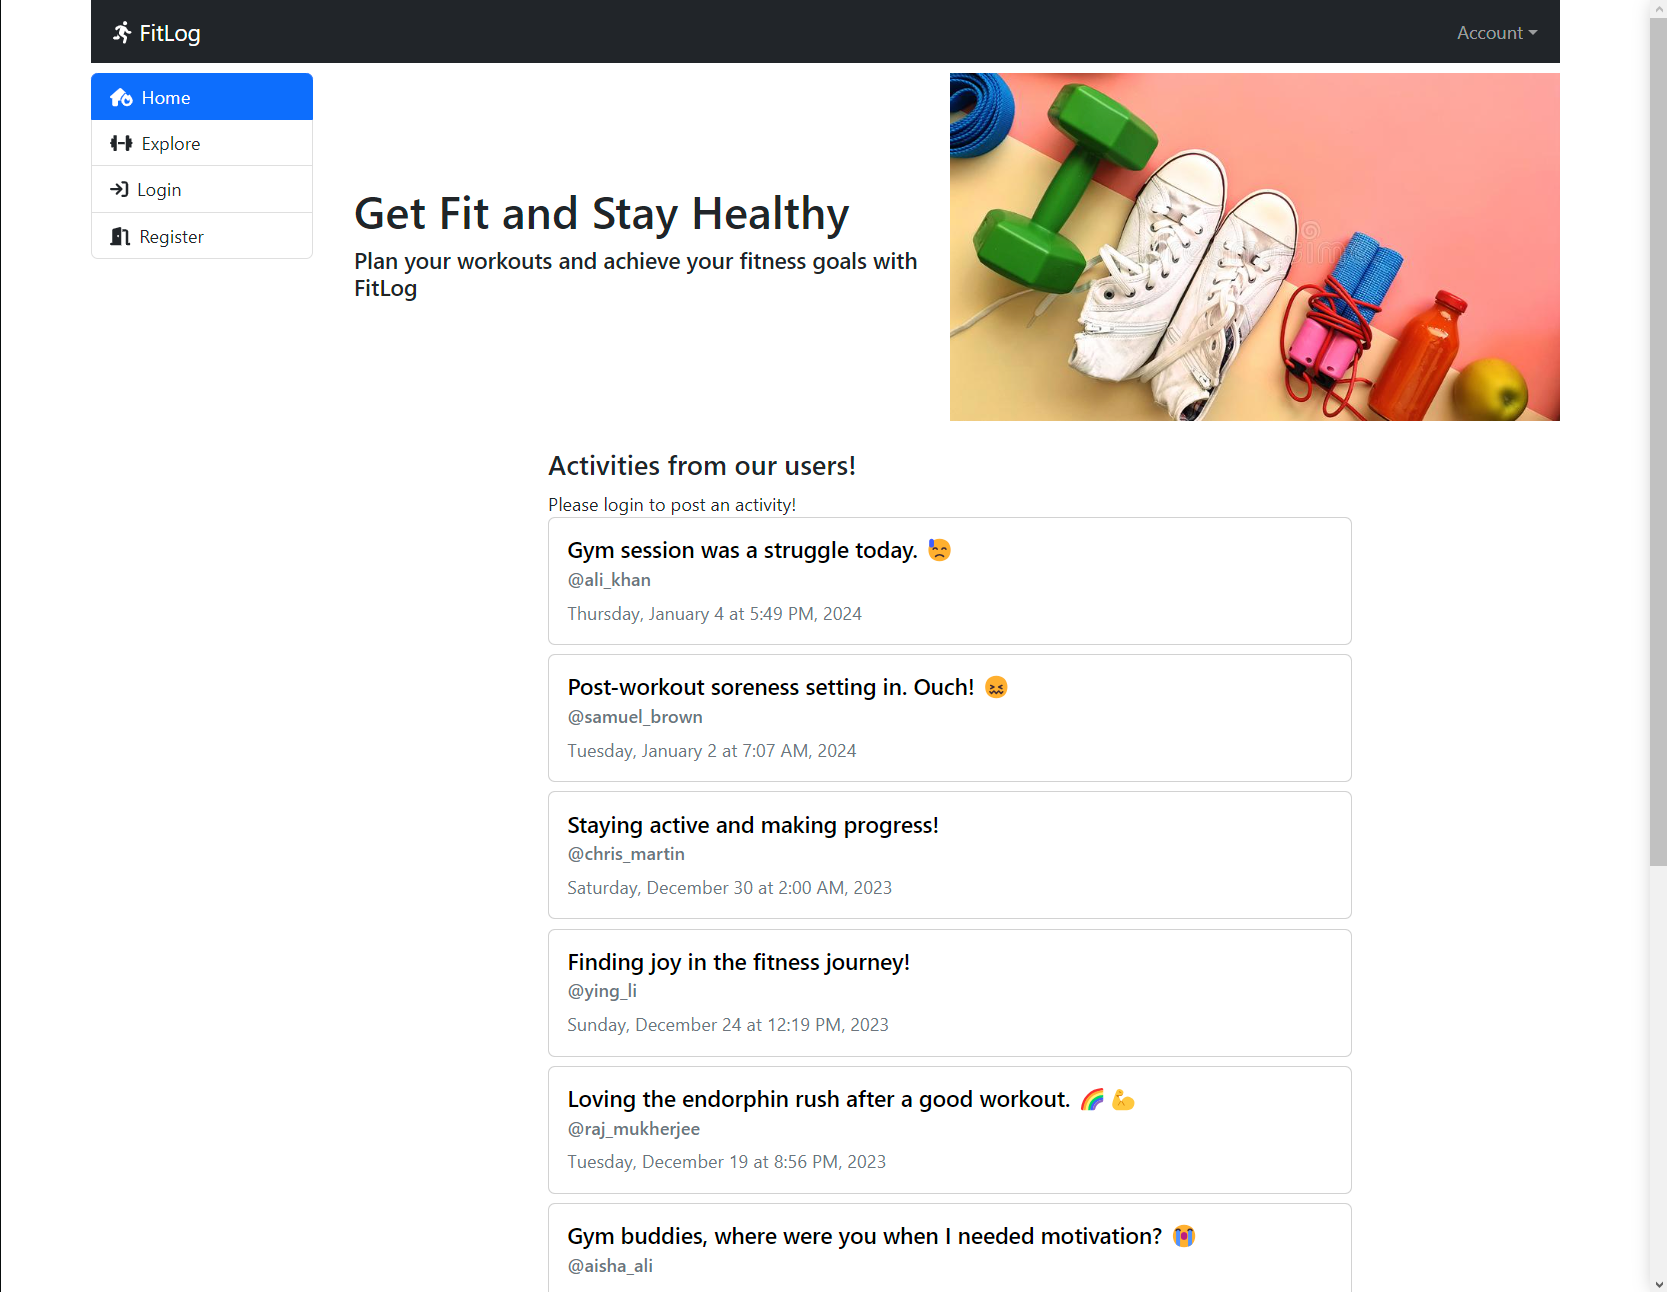 FitLog
Account
Home
Explore
Login
Register
Get Fit and Stay Healthy
Plan your workouts and achieve your fitness goals with
FitLog
Activities from our users!
Please login to post an activity!
Gym session was a struggle today. 😓
@ali_khan
Thursday, January 4 at 5:49 PM, 2024
Post-workout soreness setting in. Ouch! 😖
@samuel_brown
Tuesday, January 2 at 7:07 AM, 2024
Staying active and making progress!
@chris_martin
Saturday, December 30 at 2:00 AM, 2023
Finding joy in the fitness journey!
@ying_li
Sunday, December 24 at 12:19 PM, 2023
Loving the endorphin rush after a good workout. 🌈💪
@raj_mukherjee
Tuesday, December 19 at 8:56 PM, 2023
Gym buddies, where were you when I needed motivation? 😭
@aisha_ali